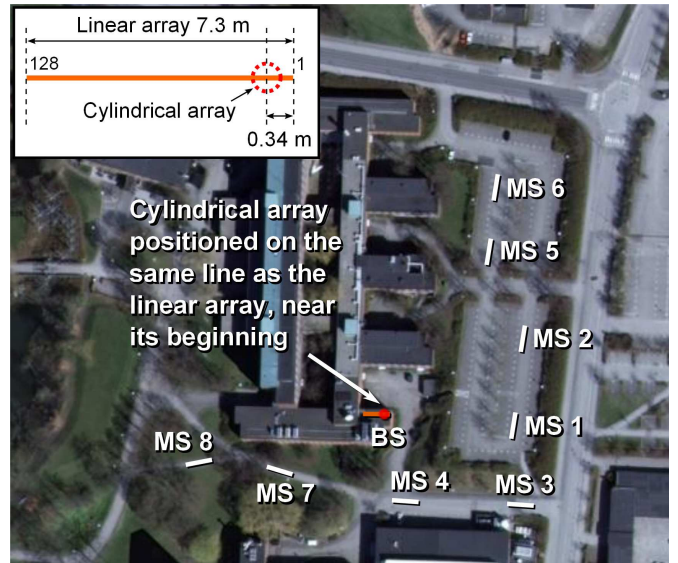 Linear array 7.3 m
128
1
Cylindrical array
0.34 m
Cylindrical array
positioned on the
same line as the
linear array, near
its beginning
MS 6
MS 5
MS 2
MS 1
BS
MS 8
MS 7
MS 4
MS 3